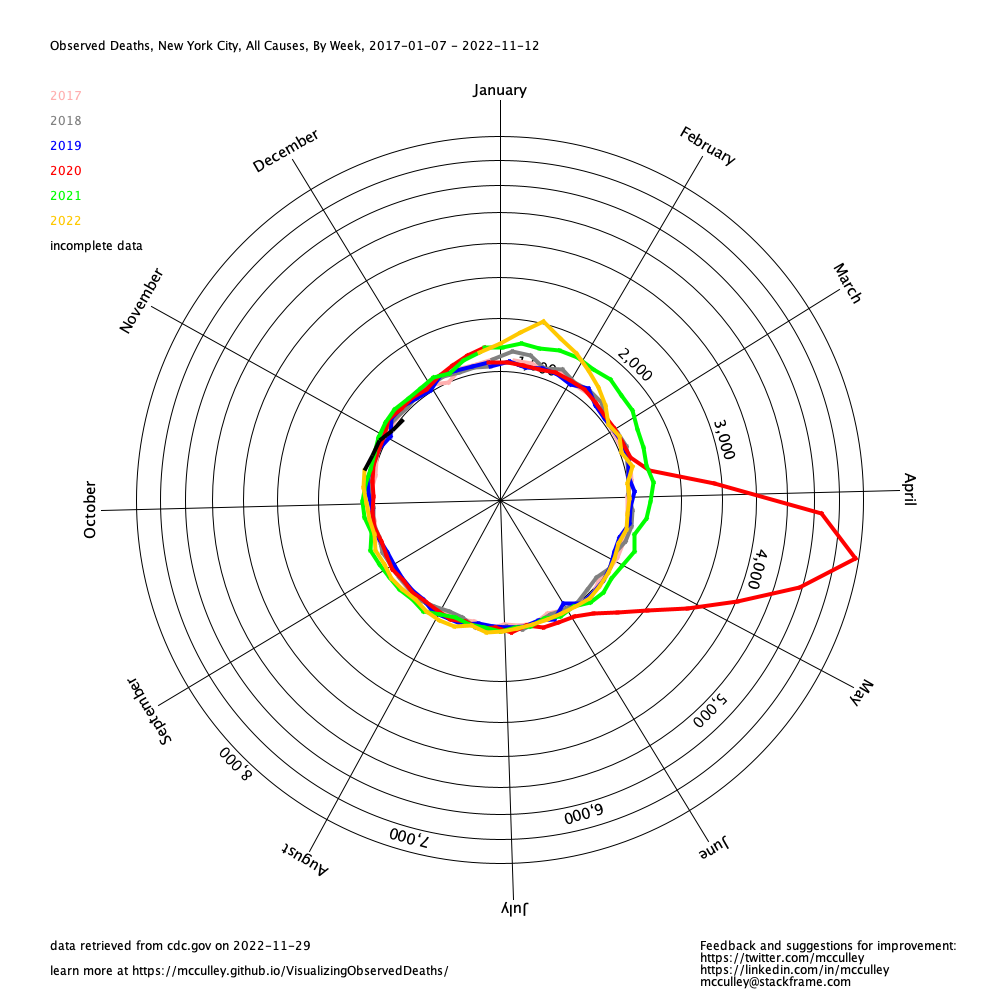 Observed Deaths, New York City, All Causes, By Week, 2017-01-07 - 2022-11-12
January
2017
2018
2019
2020
2021
2022
incomplete data
December
February
November
March
2,000
3,000
October
April
4,000
September
May
5,000
8,000
6,000
7,000
August
June
July
data retrieved from cdc.gov on 2022-11-29
learn more at https://mcculley.github.io/VisualizingObservedDeaths/
Feedback and suggestions for improvement:
https://twitter.com/mcculley
https://linkedin.com/in/mcculley
mcculley@stackframe.com